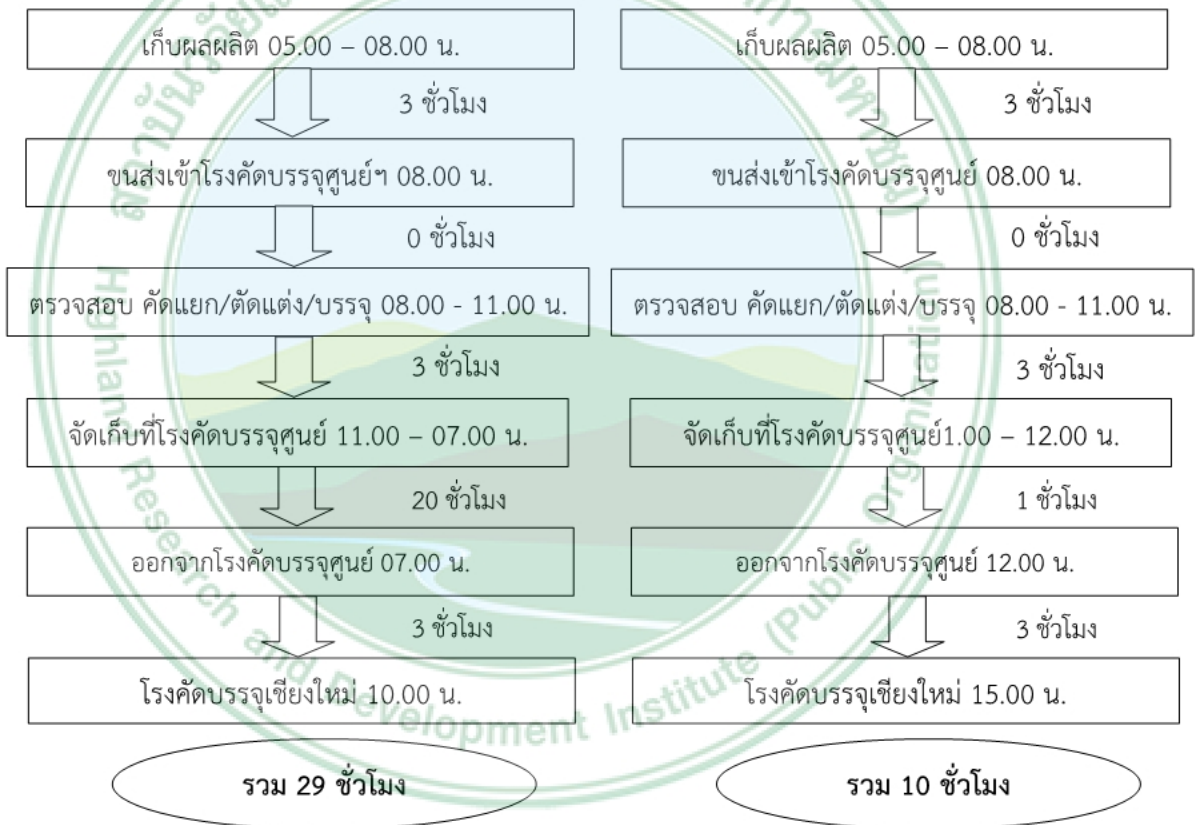 เก็บผลผลิต 05.00 – 08.00 น.
3 ชั่วโมง
ขนส่งเข้าโรงคัดบรรจุศูนย์ฯ 08.00 น.
0 ชั่วโมง
ตรวจสอบ คัดแยก/ตัดแต่ง/บรรจุ 08.00 - 11.00 น.
3 ชั่วโมง
จัดเก็บที่โรงคัดบรรจุศูนย์ 11.00 – 07.00 น.
20 ชั่วโมง
ออกจากโรงคัดบรรจุศูนย์ 07.00 น.
3 ชั่วโมง
โรงคัดบรรจุเชียงใหม่ 10.00 น.
รวม 29 ชั่วโมง
เก็บผลผลิต 05.00 – 08.00 น.
3 ชั่วโมง
ขนส่งเข้าโรงคัดบรรจุศูนย์ 08.00 น.
0 ชั่วโมง
ตรวจสอบ คัดแยก/ตัดแต่ง/บรรจุ 08.00 - 11.00 น.
3 ชั่วโมง
จัดเก็บที่โรงคัดบรรจุศูนย์1.00 – 12.00 น.
1 ชั่วโมง
ออกจากโรงคัดบรรจุศูนย์ 12.00 น.
3 ชั่วโมง
โรงคัดบรรจุเชียงใหม่ 15.00 น.
รวม 10 ชั่วโมง
Highland Research and Development Institute (Public Organization)